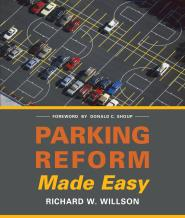 FOREWORD BY DONALD C. SHOUP
PARKING
REFORM
Made Easy
RICHARD W. WILLSON